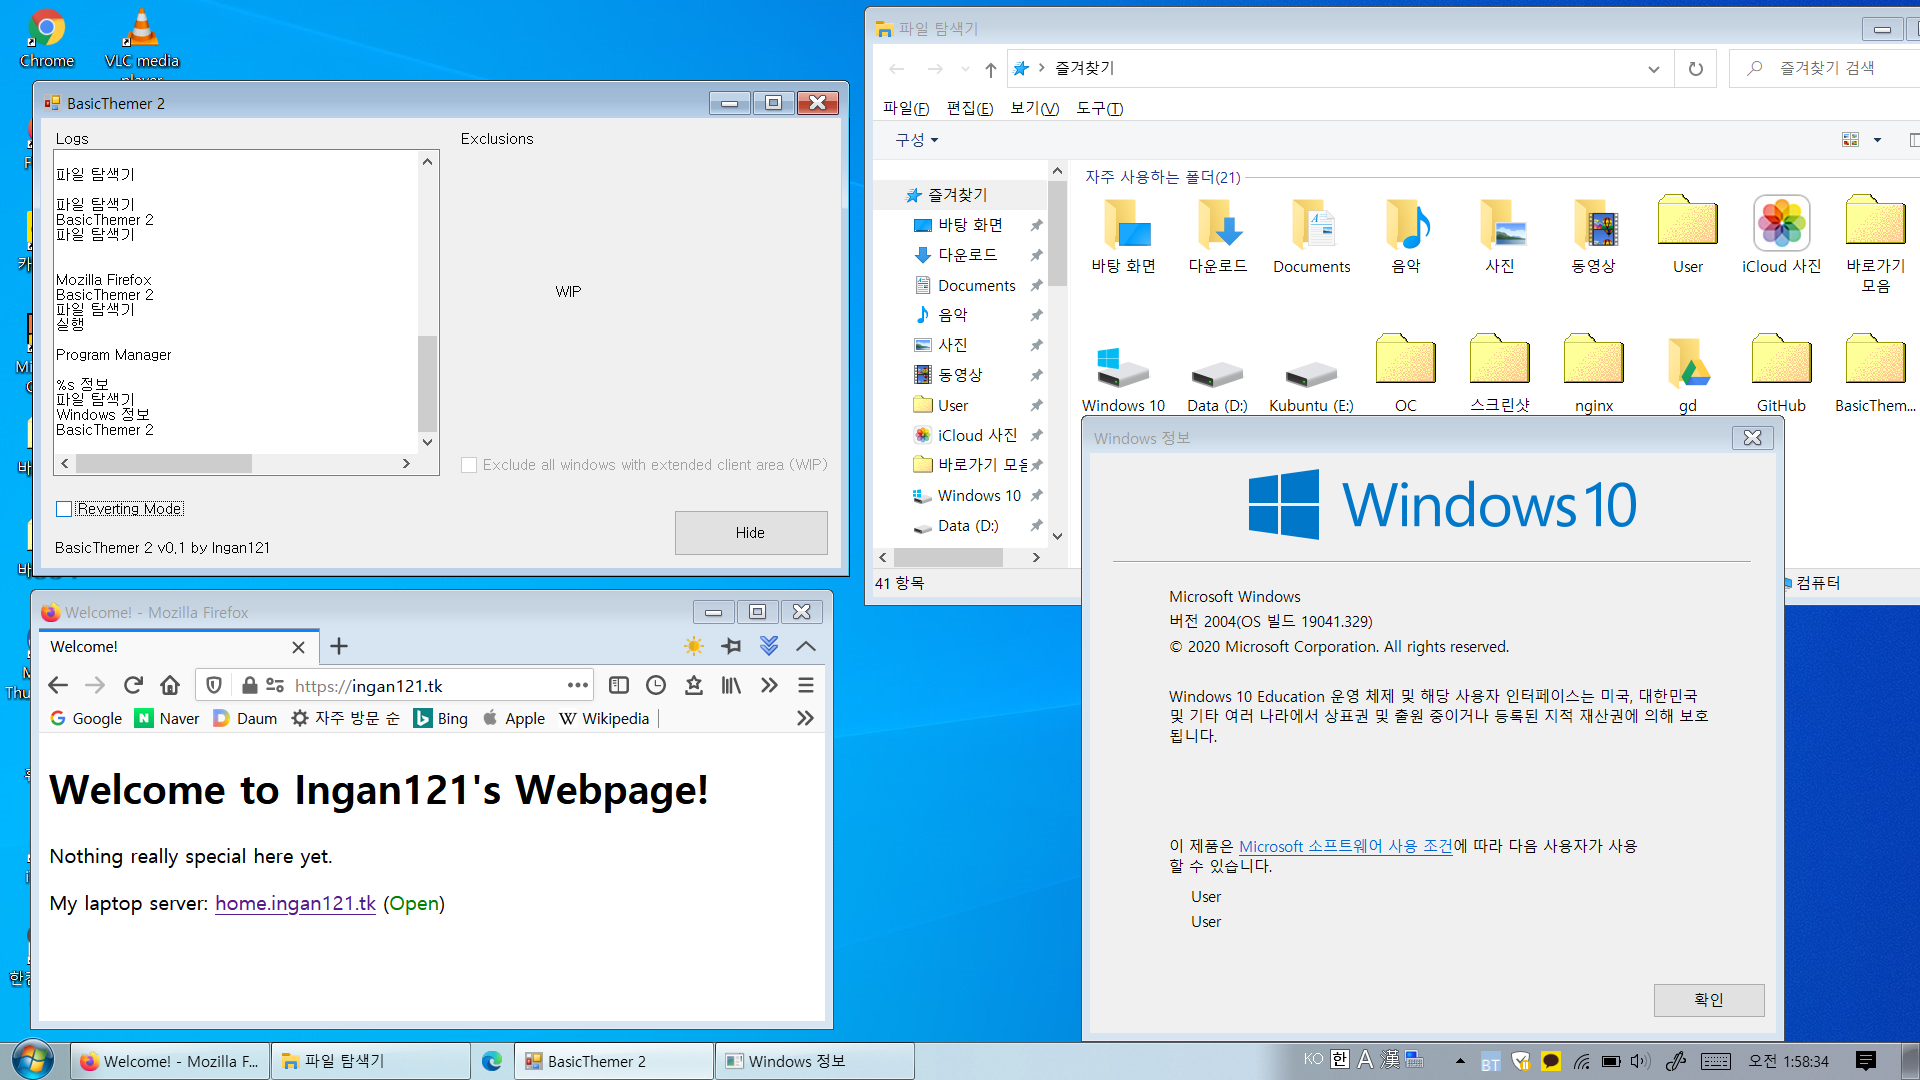 Chrome
VLC media
player
BasicThemer 2
Logs
파일 탐색기
파일 탐색기
BasicThemer 2
파일 탐색기
Mozilla Firefox
BasicThemer 2
파일 탐색기
실행
Program Manager
%s 정보
파일 탐색기
Windows 정보
BasicThemer 2
Exclusions
WIP
Exclude all windows with extended client area (WIP)
Reverting Mode
Hide
BasicThemer 2 v0.1 by Ingan121
파일 탐색기
즐겨찾기
즐겨찾기 검색
파일(F) 편집(E) 보기(V) 도구(T)
구성
즐겨찾기
바탕 화면
다운로드
Documents
음악
사진
동영상
User
iCloud 사진
바로가기 모음
Windows 10
Data (D:)
자주 사용하는 폴더(21)
바탕 화면 다운로드 Documents 음악 사진 동영상 User iCloud 사진 바로가기
모음
Windows 10 Data (D:) Kubuntu (E:) OC 스크린샷 nginx gd GitHub BasicThem...
41 항목
컴퓨터
Windows 정보
Windows 10
Microsoft Windows
버전 2004(OS 빌드 19041.329)
© 2020 Microsoft Corporation. All rights reserved.
Windows 10 Education 운영 체제 및 해당 사용자 인터페이스는 미국, 대한민국
및 기타 여러 나라에서 상표권 및 출원 중이거나 등록된 지적 재산권에 의해 보호
됩니다.
이 제품은 Microsoft 소프트웨어 사용 조건에 따라 다음 사용자가 사용
할 수 있습니다.
User
User
확인
Welcome! - Mozilla Firefox
Welcome!
https://ingan121.tk
Google Naver Daum 자주 방문 순 Bing Apple Wikipedia
Welcome to Ingan121's Webpage!
Nothing really special here yet.
My laptop server: home.ingan121.tk (Open)
Welcome! - Mozilla F...
파일 탐색기
BasicThemer 2
Windows 정보
KO 한 A 漢
BT
오전 1:58:34